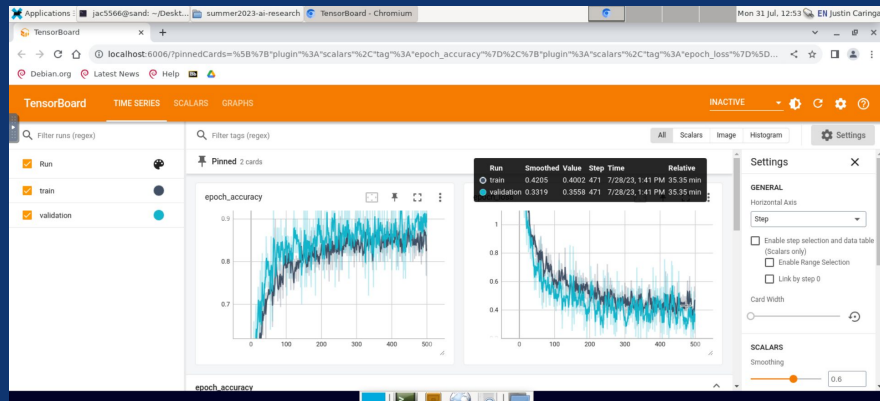 Applications
jac5566@sand: ~/Deskt...
summer2023-ai-research
TensorBoard - Chromium
Mon 31 Jul, 12:53
EN
Justin Caringa
TensorBoard
localhost:6006/?pinnedCards=%5B%7B"plugin"%3A"scalars"%2C"tag"%3A"epoch_accuracy"%7D%2C%7B"plugin"%3A"scalars"%2C"tag"%3A"epoch_loss"%7D%5D...
Debian.org
Latest News
Help
TensorBoard
TIME SERIES
SCALARS
GRAPHS
INACTIVE
Filter runs (regex)
Filter tags (regex)
All
Scalars
Image
Histogram
Settings
Run
train
validation
Pinned 2 cards
epoch_accuracy
0.9
0.8
0.7
0 100 200 300 400 500
Run Smoothed Value Step Time Relative
train 0.4205 0.4002 471 7/28/23, 1:41 PM 35.35 min
validation 0.3319 0.3558 471 7/28/23, 1:41 PM 35.35 min
1
0.8
0.6
0.4
0 100 200 300 400 500
epoch_accuracy
Settings
GENERAL
Horizontal Axis
Step
Enable step selection and data table
(Scalars only)
Enable Range Selection
Link by step 0
Card Width
SCALARS
Smoothing
0.6